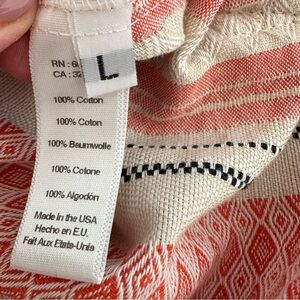 L
RN : 6
CA : 32
100% Cotton
100% Coton
100% Baumwolle
100% Cotone
100% Algodón
Made in the USA
Hecho en E.U.
Fait Aux Etats-Unis